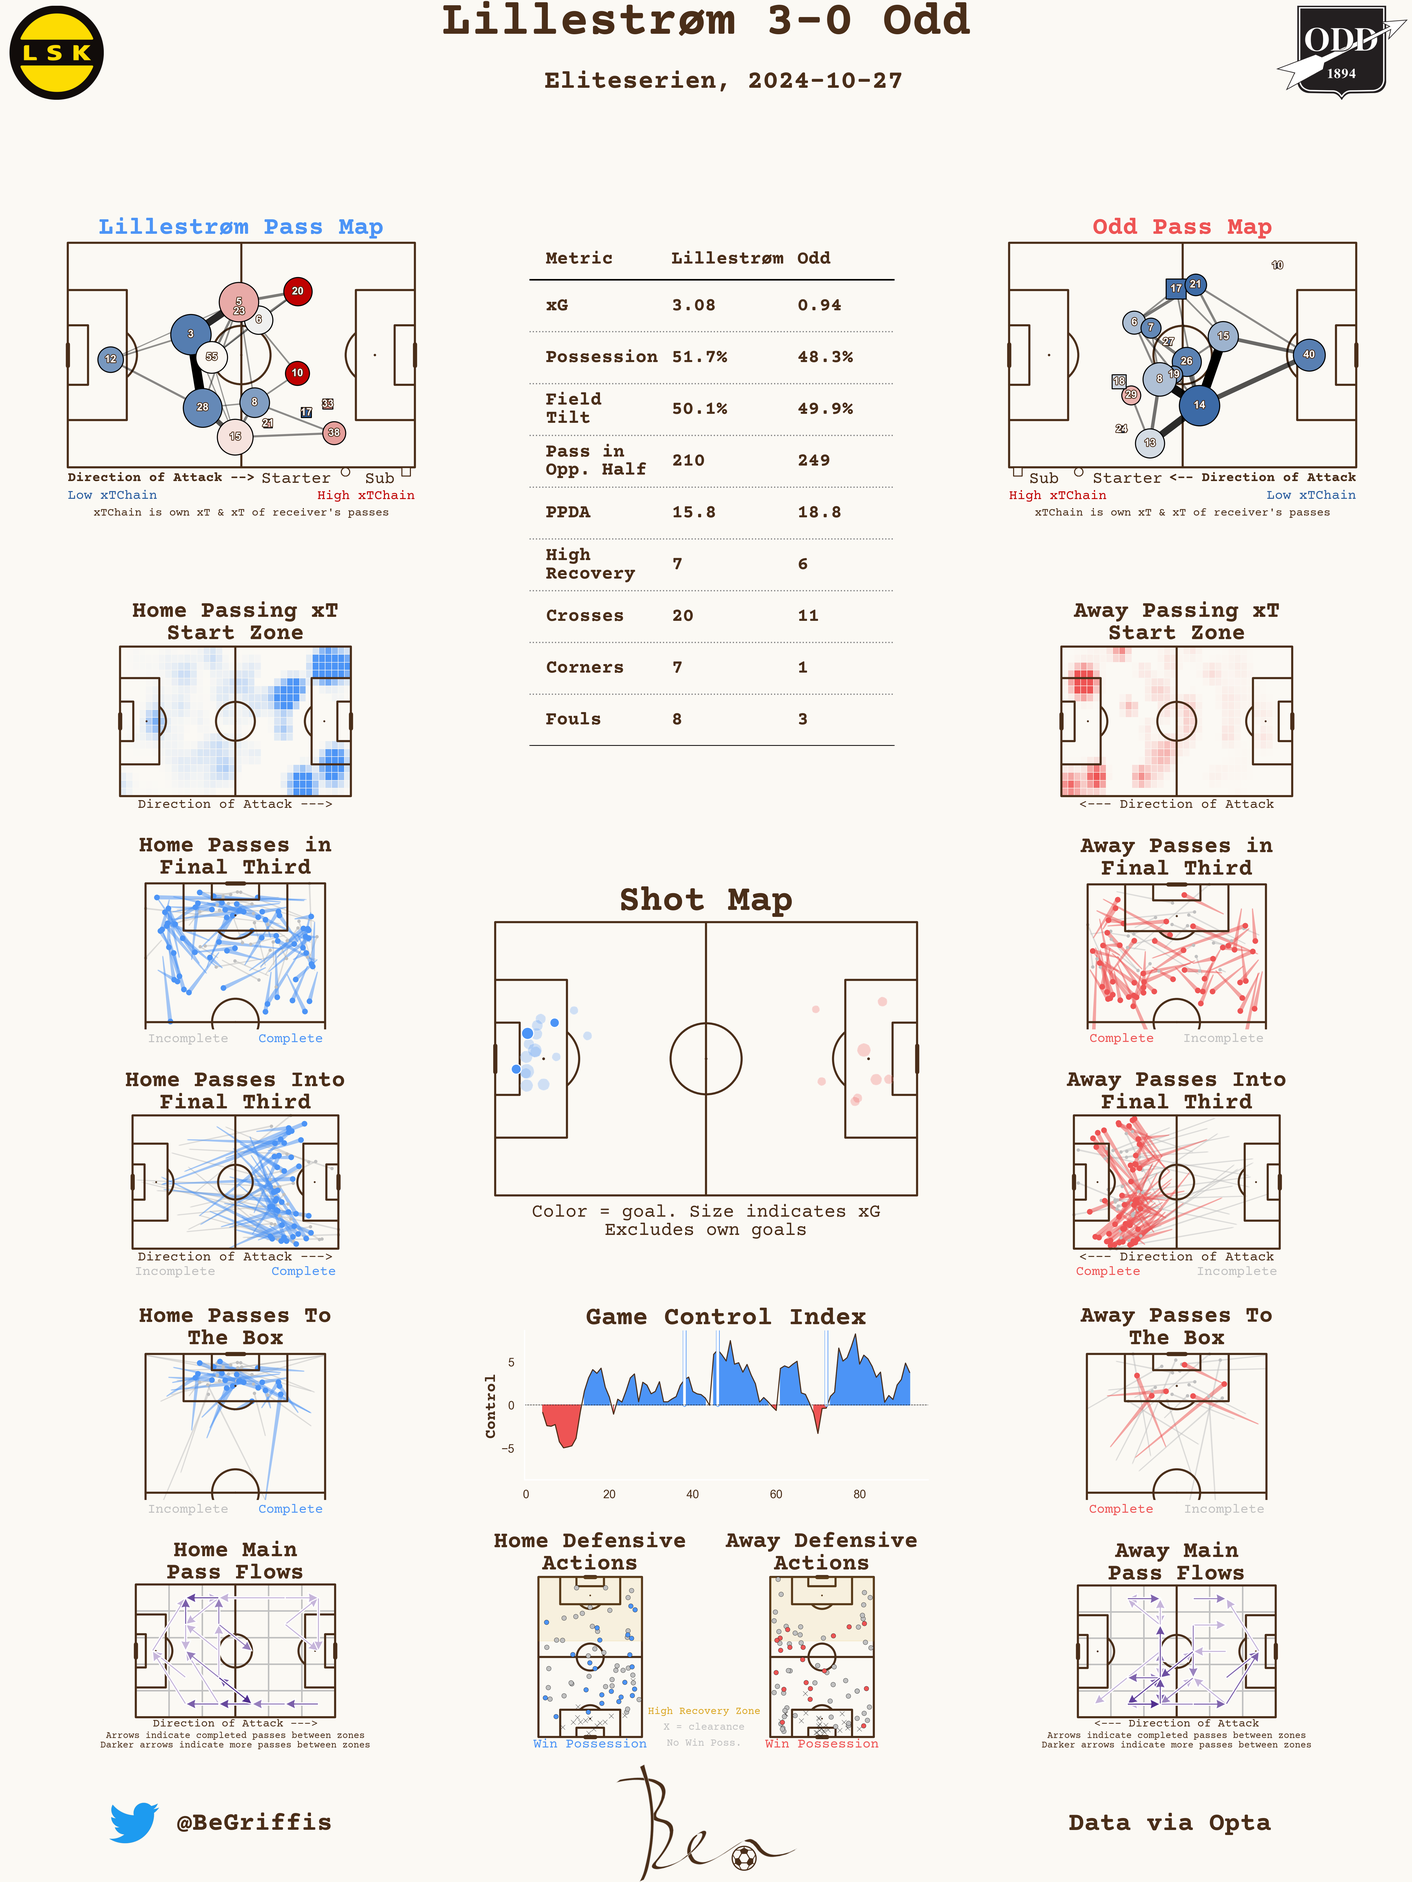 Lillestrøm 3-0 Odd
Eliteserien, 2024-10-27
L S K
ODD
1894
Lillestrøm Pass Map
20
5
23
6
3
55
12
10
28
8
33
17
21
15
38
Direction of Attack --> Starter Sub
Low xTChain High xTChain
xTChain is own xT & xT of receiver's passes
Metric Lillestrøm Odd
xG 3.08 0.94
Possession 51.7% 48.3%
Field
Tilt 50.1% 49.9%
Pass in
Opp. Half 210 249
PPDA 15.8 18.8
High
Recovery 7 6
Crosses 20 11
Corners 7 1
Fouls 8 3
Odd Pass Map
10
17
21
6
7
27
15
26
40
19
18
8
29
14
24
13
Sub Starter <-- Direction of Attack
High xTChain Low xTChain
xTChain is own xT & xT of receiver's passes
Home Passing xT
Start Zone
Direction of Attack --->
Away Passing xT
Start Zone
<--- Direction of Attack
Home Passes in
Final Third
Incomplete Complete
Away Passes in
Final Third
Complete Incomplete
Shot Map
Color = goal. Size indicates xG
Excludes own goals
Home Passes Into
Final Third
Direction of Attack --->
Incomplete Complete
Away Passes Into
Final Third
<--- Direction of Attack
Complete Incomplete
Home Passes To
The Box
Incomplete Complete
Game Control Index
Control
5
0
−5
0 20 40 60 80
Away Passes To
The Box
Complete Incomplete
Home Main
Pass Flows
Direction of Attack --->
Arrows indicate completed passes between zones
Darker arrows indicate more passes between zones
Home Defensive
Actions
Win Possession
High Recovery Zone
X = clearance
No Win Poss.
Away Defensive
Actions
Win Possession
Away Main
Pass Flows
<--- Direction of Attack
Arrows indicate completed passes between zones
Darker arrows indicate more passes between zones
@BeGriffis
Ben
Data via Opta